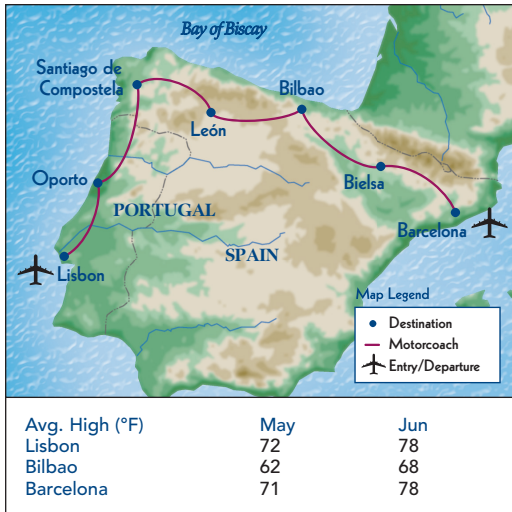 Bay of Biscay
Santiago de
Compostela
Bilbao
León
Oporto
Bielsa
PORTUGAL
Barcelona
SPAIN
Lisbon
Map Legend
Destination
Motorcoach
Entry/Departure
Avg. High (°F) May Jun
Lisbon 72 78
Bilbao 62 68
Barcelona 71 78